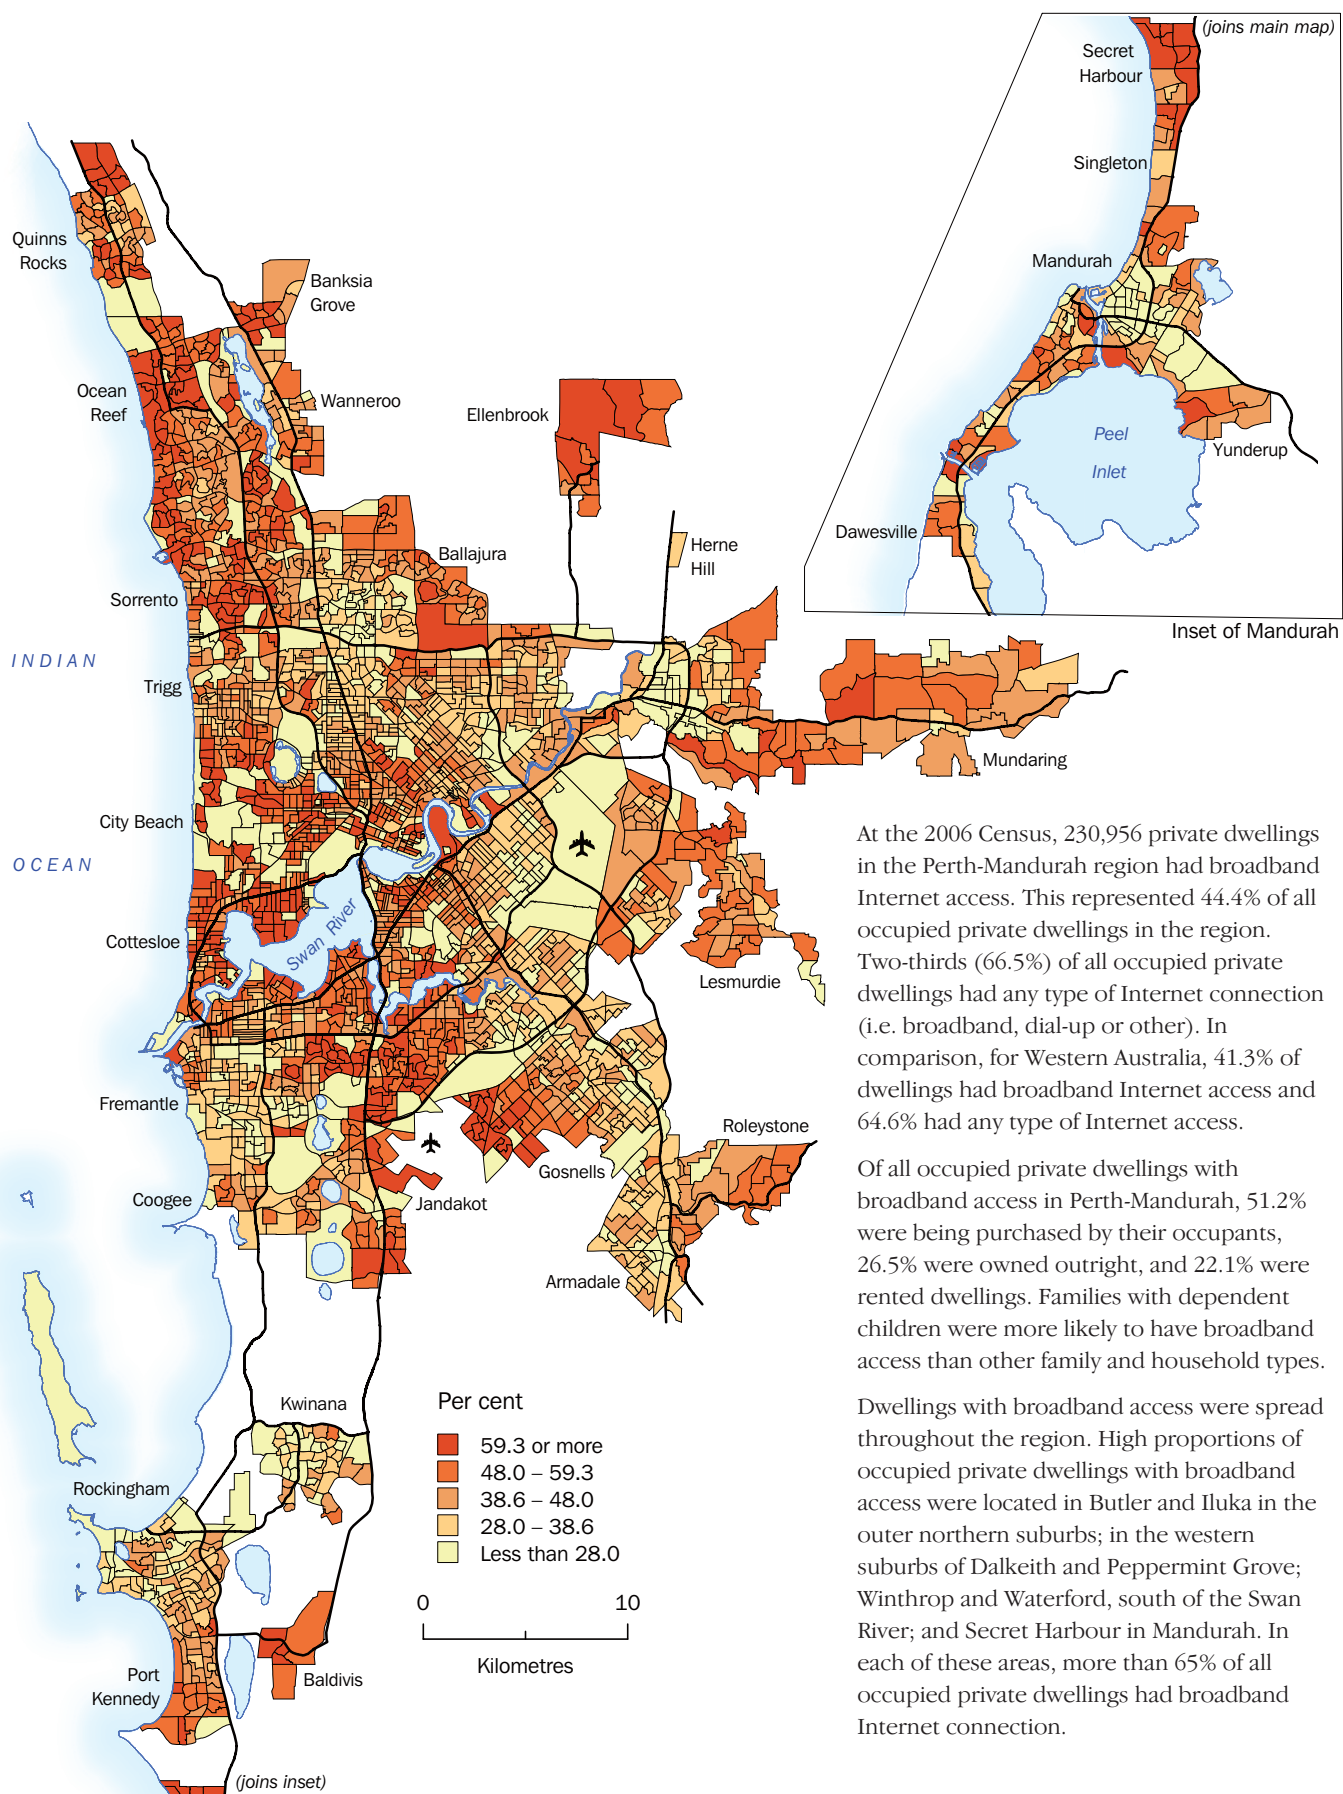 (joins main map)
Secret
Harbour
Singleton
Mandurah
Peel
Inlet
Yunderup
Dawesville
Inset of Mandurah
Quinns
Rocks
Banksia
Grove
Ocean
Reef
Wanneroo
Ellenbrook
Ballajura
Herne
Hill
Sorrento
INDIAN
Trigg
Mundaring
City Beach
OCEAN
Cottesloe
Swan River
Lesmurdie
Fremantle
Roleystone
Gosnells
Coogee
Jandakot
Armadale
Kwinana
Rockingham
Port
Kennedy
Baldivis
(joins inset)
Per cent
59.3 or more
48.0 – 59.3
38.6 – 48.0
28.0 – 38.6
Less than 28.0
0 10
Kilometres
At the 2006 Census, 230,956 private dwellings
in the Perth-Mandurah region had broadband
Internet access. This represented 44.4% of all
occupied private dwellings in the region.
Two-thirds (66.5%) of all occupied private
dwellings had any type of Internet connection
(i.e. broadband, dial-up or other). In
comparison, for Western Australia, 41.3% of
dwellings had broadband Internet access and
64.6% had any type of Internet access.
Of all occupied private dwellings with
broadband access in Perth-Mandurah, 51.2%
were being purchased by their occupants,
26.5% were owned outright, and 22.1% were
rented dwellings. Families with dependent
children were more likely to have broadband
access than other family and household types.
Dwellings with broadband access were spread
throughout the region. High proportions of
occupied private dwellings with broadband
access were located in Butler and Iluka in the
outer northern suburbs; in the western
suburbs of Dalkeith and Peppermint Grove;
Winthrop and Waterford, south of the Swan
River; and Secret Harbour in Mandurah. In
each of these areas, more than 65% of all
occupied private dwellings had broadband
Internet connection.